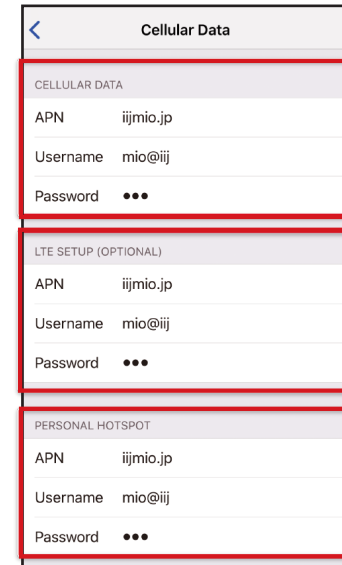 Cellular Data
CELLULAR DATA
APN iijmio.jp
Username mio@iij
Password •••
LTE SETUP (OPTIONAL)
APN iijmio.jp
Username mio@iij
Password •••
PERSONAL HOTSPOT
APN iijmio.jp
Username mio@iij
Password •••